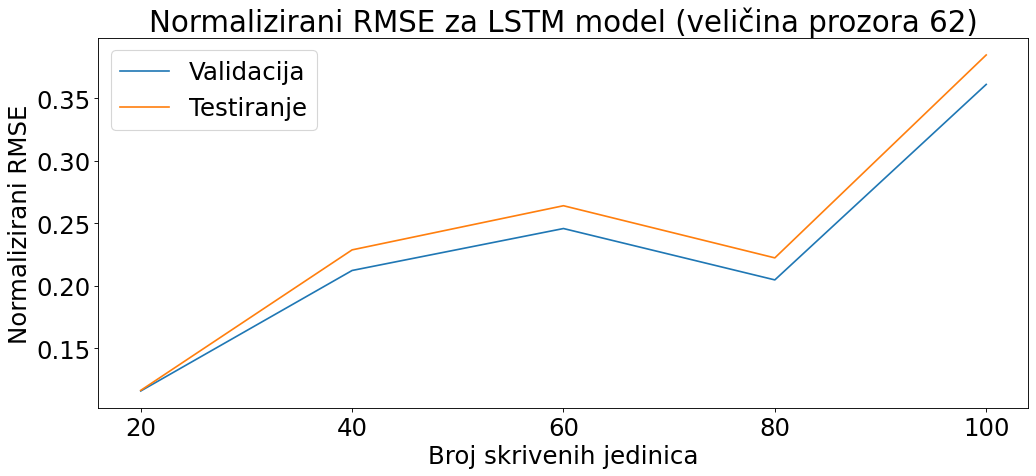 Normalizirani RMSE za LSTM model (veličina prozora 62)
Validacija
Testiranje
Normalizirani RMSE
0.35
0.30
0.25
0.20
0.15
20 40 60 80 100
Broj skrivenih jedinica